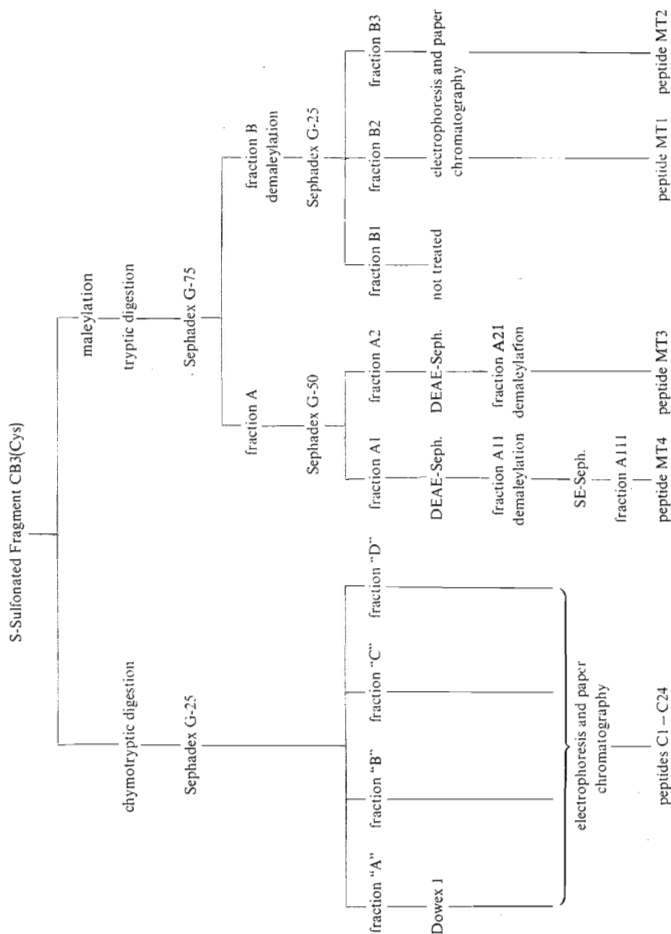 S-Sulfonated Fragment CB3(Cys)
chymotryptic digestion
Sephadex G-25
fraction "A"
Dowex 1
fraction "B"
fraction "C"
fraction "D"
electrophoresis and paper
chromatography
peptides C1 – C24
maleylation
tryptic digestion
Sephadex G-75
fraction A
Sephadex G-50
fraction A1
DEAE-Seph.
fraction A11
demaleylation
SE-Seph.
fraction A111
peptide MT4
fraction A2
DEAE-Seph.
fraction A21
demaleylation
peptide MT3
fraction B
demaleylation
Sephadex G-25
fraction B1
not treated
fraction B2
fraction B3
electrophoresis and paper
chromatography
peptide MT1
peptide MT2